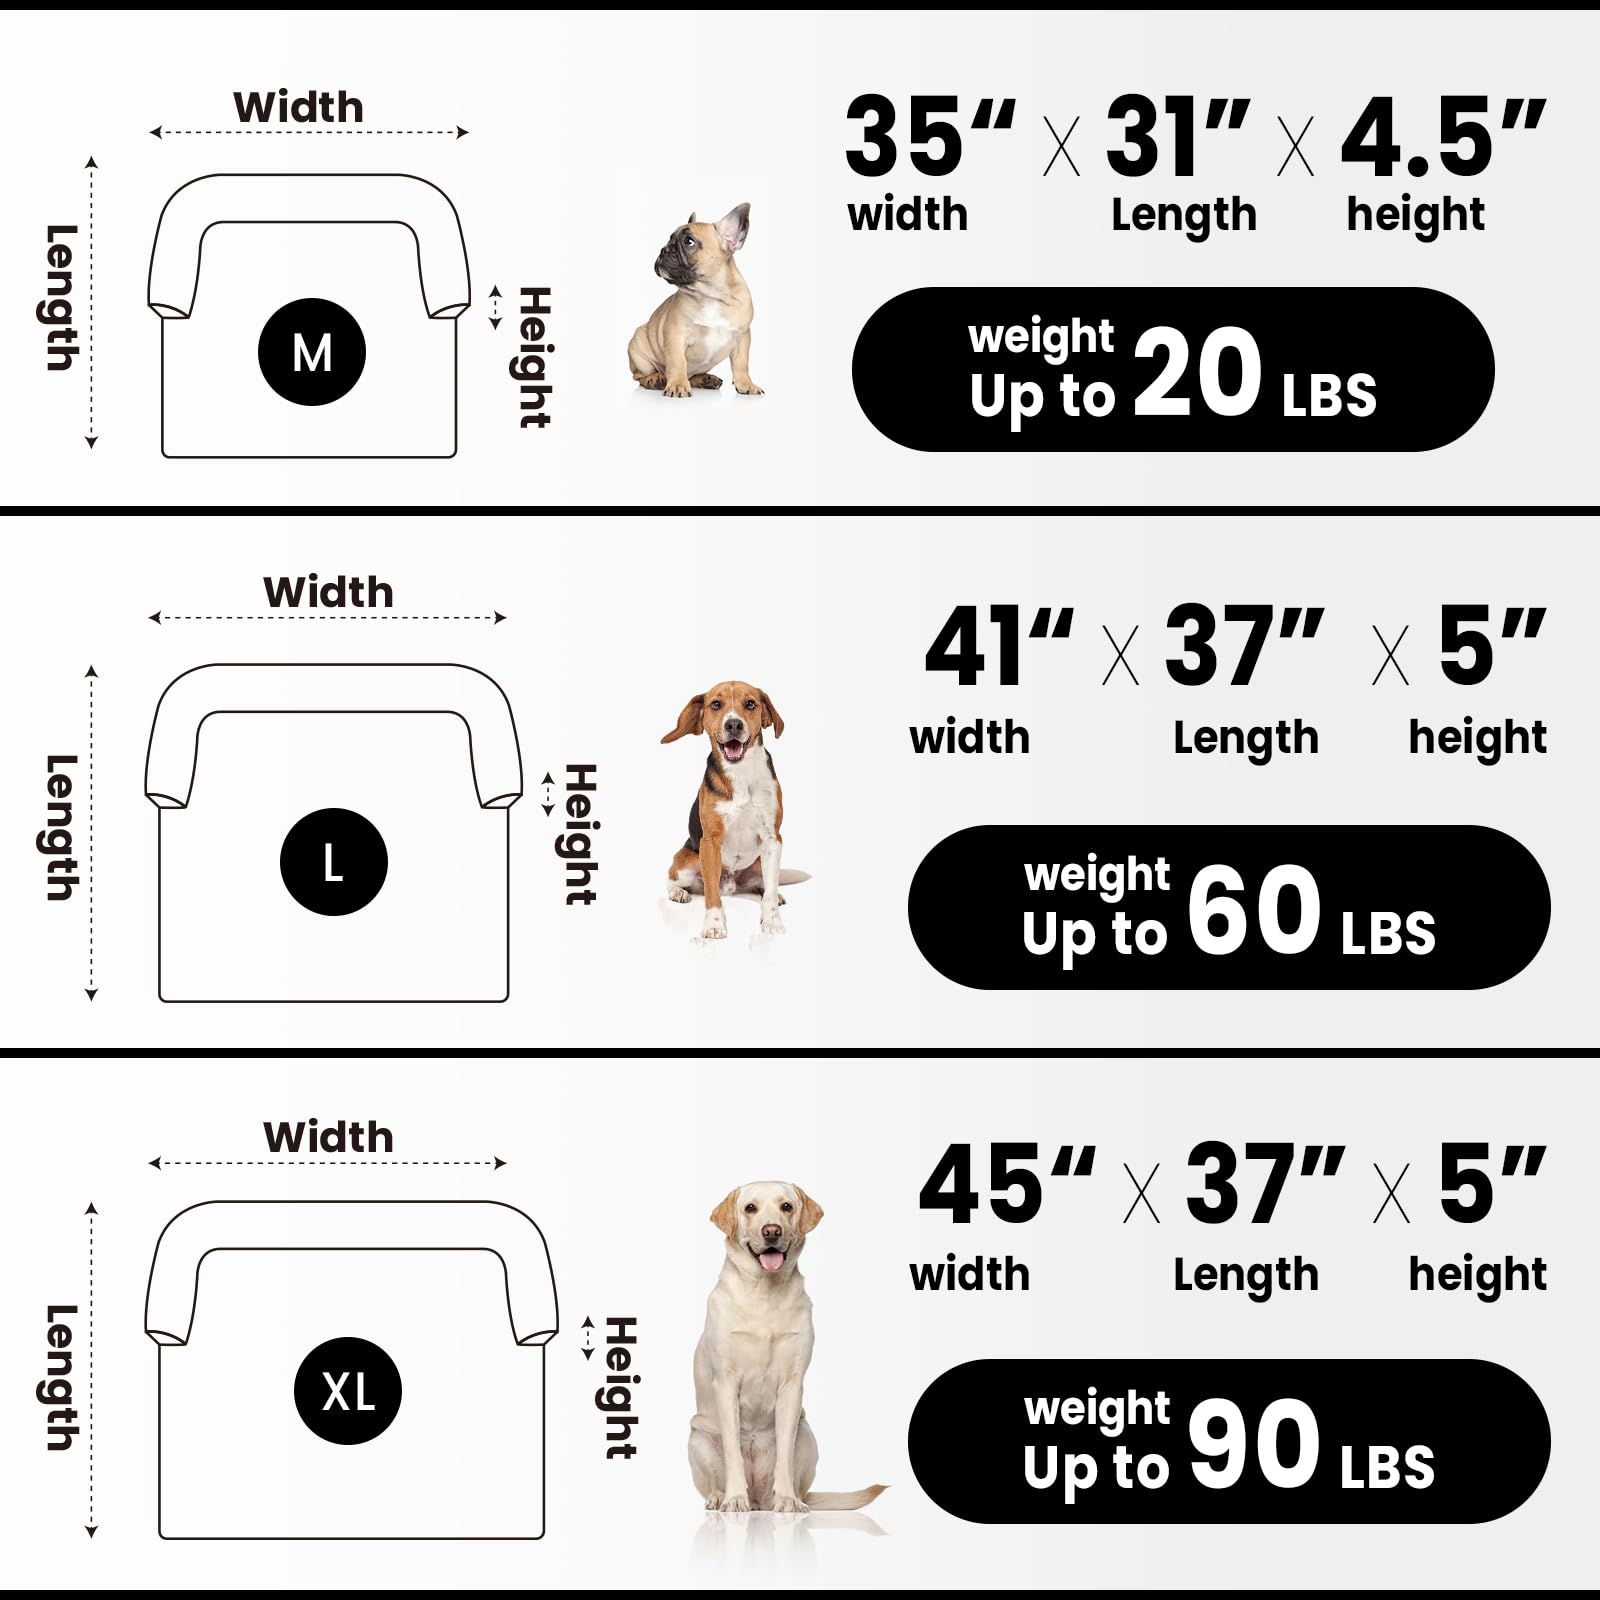 Width
35“ X 31” X 4.5”
width Length height
Length
Height
M
weight
Up to 20 LBS
Width
41“ X 37” X 5”
width Length height
Length
Height
L
weight
Up to 60 LBS
Width
45“ X 37” X 5”
width Length height
Length
Height
XL
weight
Up to 90 LBS